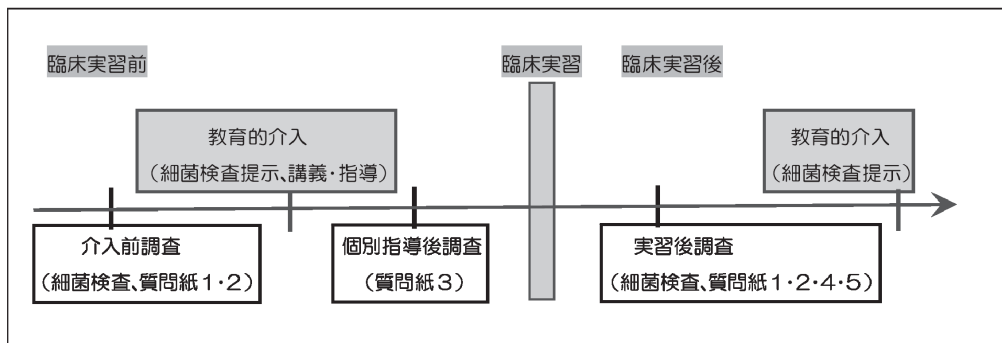 臨床実習前
臨床実習
臨床実習後
教育的介入
（細菌検査提示、講義・指導）
教育的介入
（細菌検査提示）
介入前調査
（細菌検査、質問紙1・2）
個別指導後調査
（質問紙3）
実習後調査
（細菌検査、質問紙1・2・4・5）